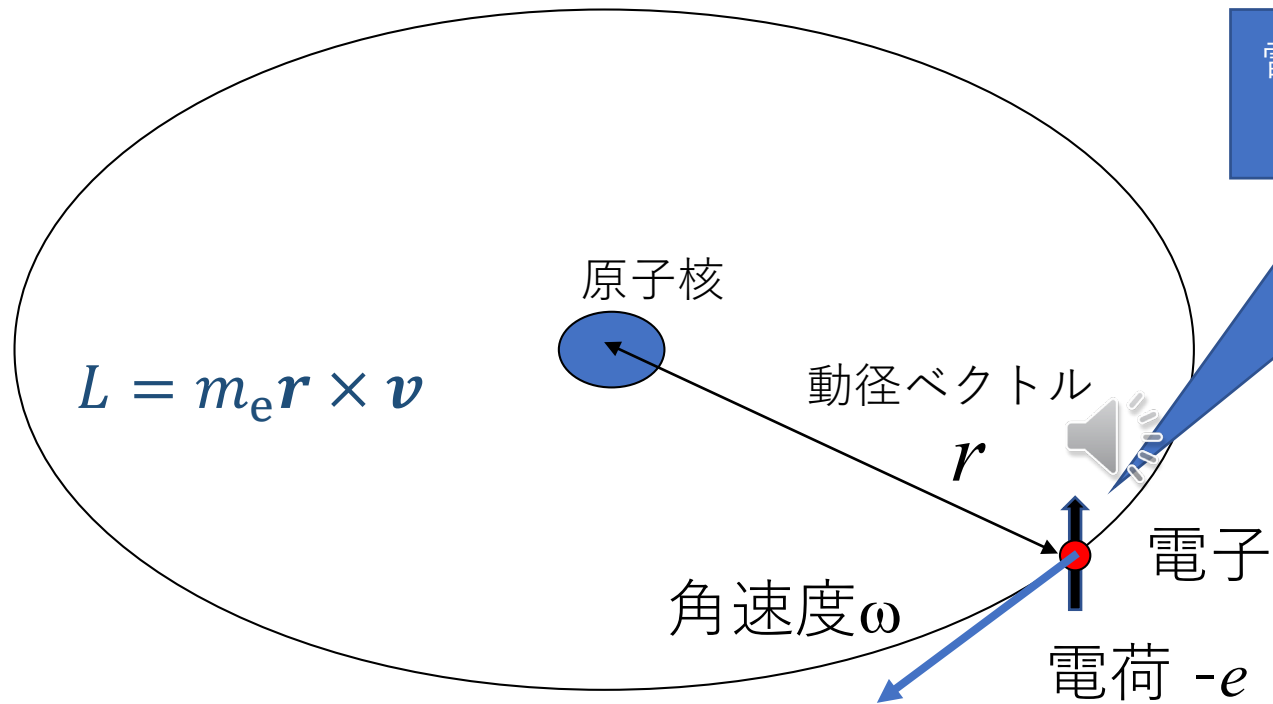 原子核
動径ベクトル
r
L = mₑr × v
電子
角速度ω
電荷 -e